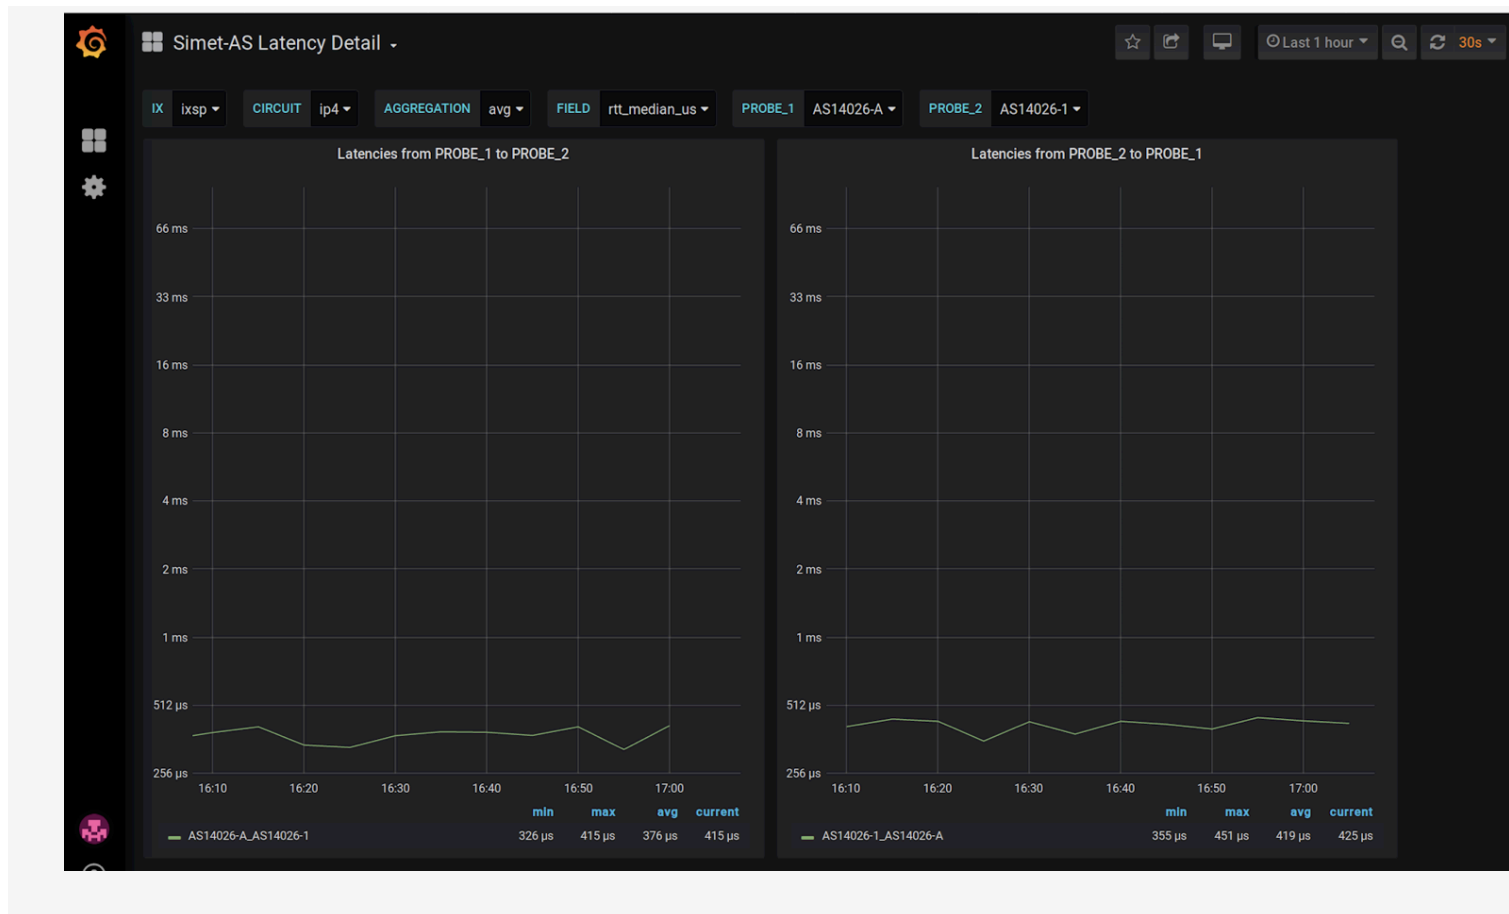 Simet-AS Latency Detail
Last 1 hour
30s
IX ixsp CIRCUIT ip4 AGGREGATION avg FIELD rtt_median_us PROBE_1 AS14026-A PROBE_2 AS14026-1
Latencies from PROBE_1 to PROBE_2
66 ms
33 ms
16 ms
8 ms
4 ms
2 ms
1 ms
512 µs
256 µs
16:10 16:20 16:30 16:40 16:50 17:00
min max avg current
AS14026-A_AS14026-1 326 µs 415 µs 376 µs 415 µs
Latencies from PROBE_2 to PROBE_1
66 ms
33 ms
16 ms
8 ms
4 ms
2 ms
1 ms
512 µs
256 µs
16:10 16:20 16:30 16:40 16:50 17:00
min max avg current
AS14026-1_AS14026-A 355 µs 451 µs 419 µs 425 µs